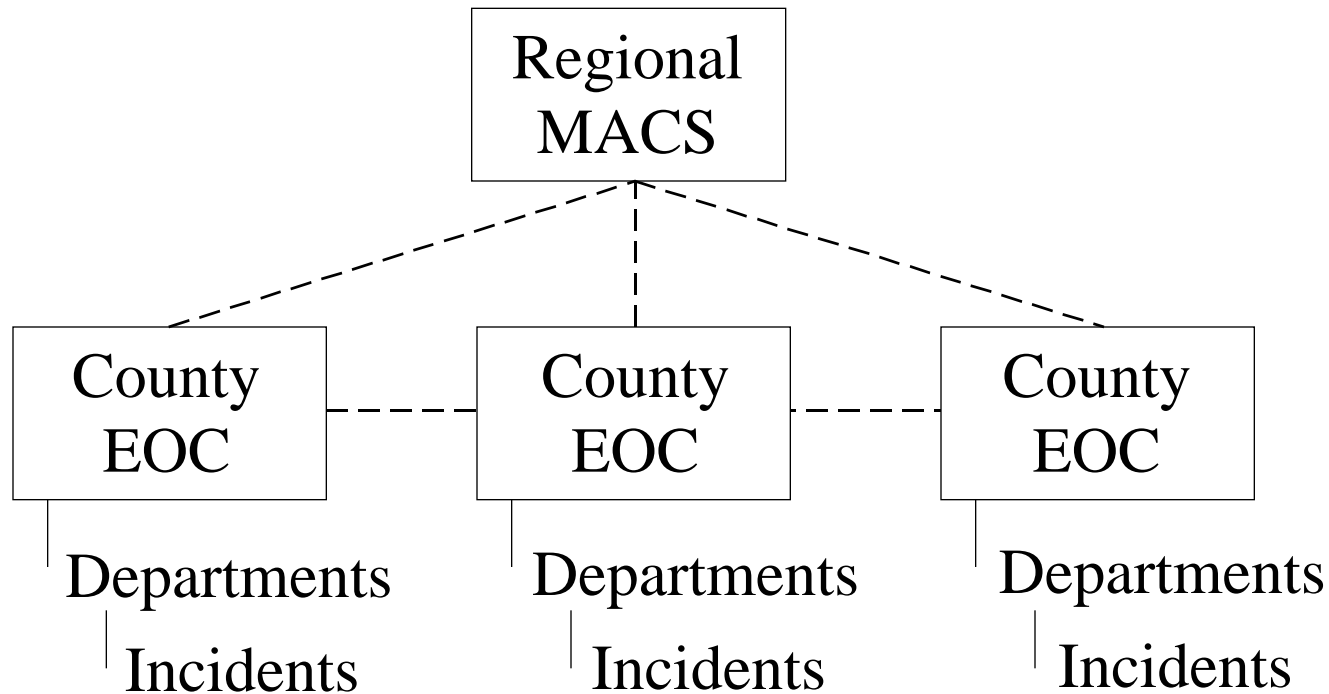 Regional
MACS
County
EOC
County
EOC
County
EOC
Departments
Incidents
Departments
Incidents
Departments
Incidents